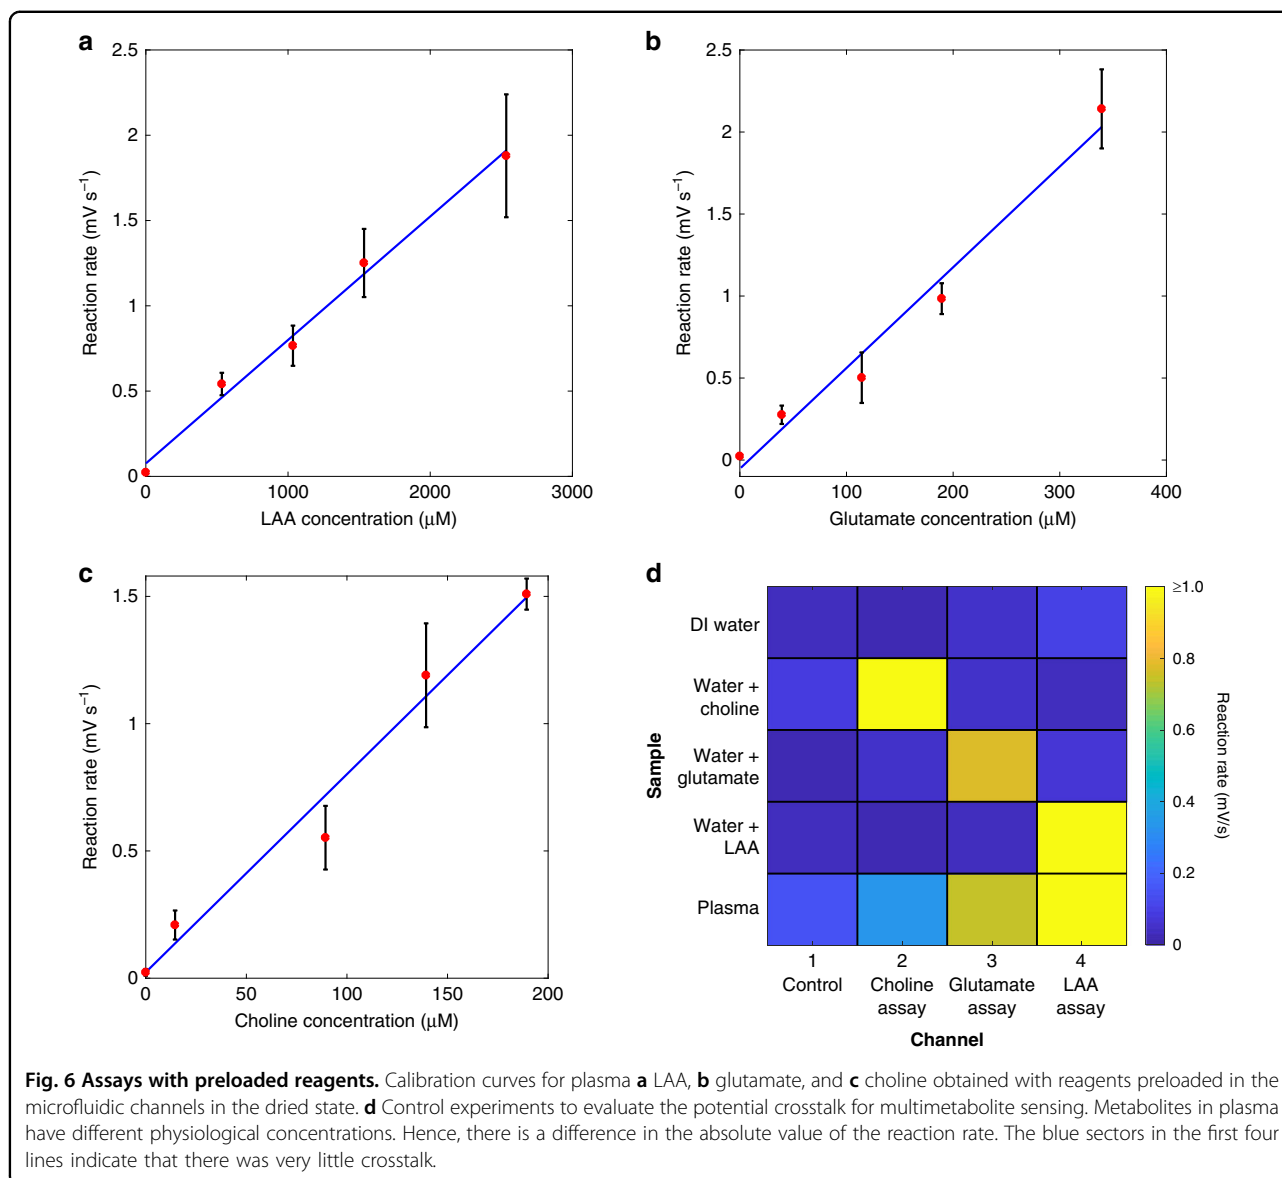 a
2.5
2
1.5
1
0.5
0
0
1000
2000
3000
Reaction rate (mV s⁻¹)
LAA concentration (μM)
b
2.5
2
1.5
1
0.5
0
0
100
200
300
400
Reaction rate (mV s⁻¹)
Glutamate concentration (μM)
c
1.5
1
0.5
0
0
50
100
150
200
Reaction rate (mV s⁻¹)
Choline concentration (μM)
d
Sample
DI water
Water +
choline
Water +
glutamate
Water +
LAA
Plasma
1
Control
2
Choline
assay
3
Glutamate
assay
4
LAA
assay
Channel
≥1.0
0.8
0.6
0.4
0.2
0
Reaction rate (mV/s)
Fig. 6 Assays with preloaded reagents. Calibration curves for plasma a LAA, b glutamate, and c choline obtained with reagents preloaded in the
microfluidic channels in the dried state. d Control experiments to evaluate the potential crosstalk for multimetabolite sensing. Metabolites in plasma
have different physiological concentrations. Hence, there is a difference in the absolute value of the reaction rate. The blue sectors in the first four
lines indicate that there was very little crosstalk.